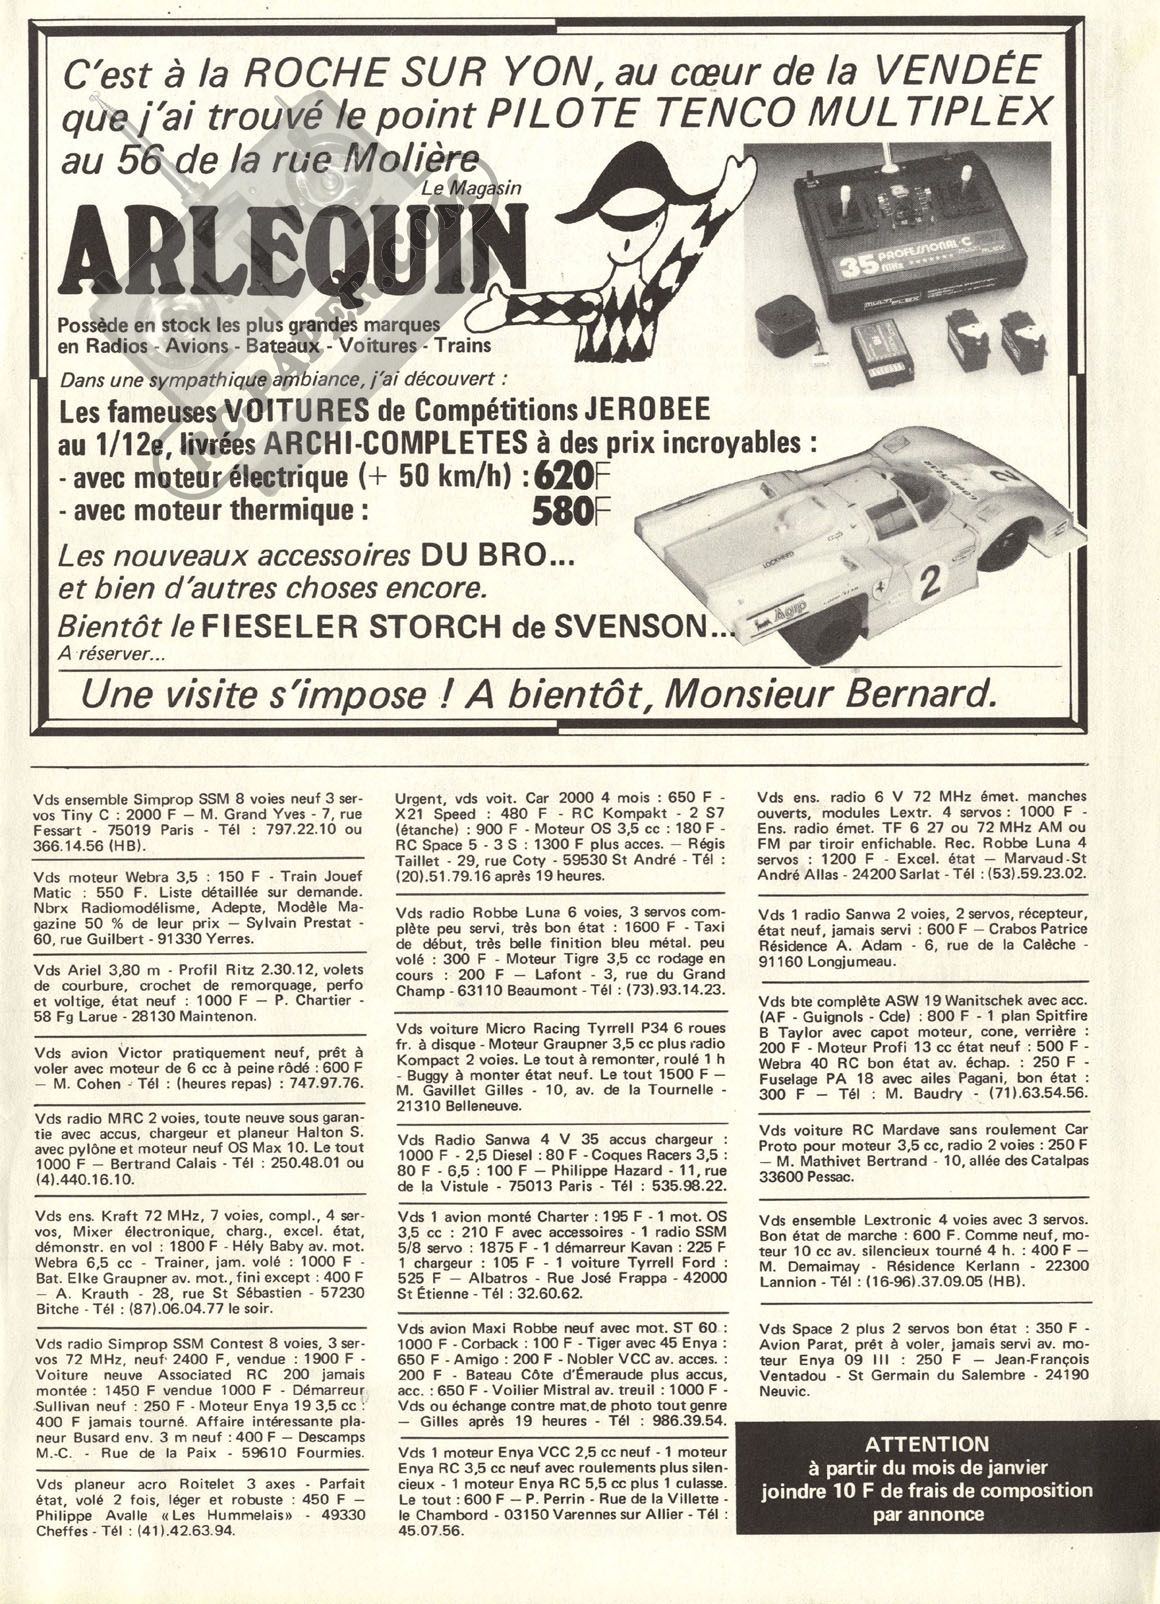 C'est à la ROCHE SUR YON, au cœur de la VENDÉE
que j'ai trouvé le point PILOTE TENCO MULTIPLEX
au 56 de la rue Molière
Le Magasin
ARLEQUIN
Possède en stock les plus grandes marques
en Radios - Avions - Bateaux - Voitures - Trains
Dans une sympathique ambiance, j'ai découvert :
Les fameuses VOITURES de Compétitions JEROBEE
au 1/12e, livrées ARCHI-COMPLETES à des prix incroyables :
- avec moteur électrique (+ 50 km/h) : 620F
- avec moteur thermique : 580F
Les nouveaux accessoires DU BRO...
et bien d'autres choses encore.
Bientôt le FIESELER STORCH de SVENSON...
A réserver...
Une visite s'impose ! A bientôt, Monsieur Bernard.
35 PROFESSIONAL-C
MHz
MULTIPLEX
2
LOCKHEED
Agip
2
RCPAPER.COM
Vds ensemble Simprop SSM 8 voies neuf 3 ser-
vos Tiny C : 2000 F — M. Grand Yves - 7, rue
Fessart - 75019 Paris - Tél : 797.22.10 ou
366.14.56 (HB).
Vds moteur Webra 3,5 : 150 F - Train Jouef
Matic : 550 F. Liste détaillée sur demande.
Nbrx Radiomodélisme, Adepte, Modèle Ma-
gazine 50 % de leur prix — Sylvain Prestat -
60, rue Guilbert - 91330 Yerres.
Vds Ariel 3,80 m - Profil Ritz 2.30.12, volets
de courbure, crochet de remorquage, perfo
et voltige, état neuf : 1000 F — P. Chartier -
58 Fg Larue - 28130 Maintenon.
Vds avion Victor pratiquement neuf, prêt à
voler avec moteur de 6 cc à peine rôdé : 600 F
— M. Cohen - Tél : (heures repas) : 747.97.76.
Vds radio MRC 2 voies, toute neuve sous garan-
tie avec accus, chargeur et planeur Halton S.
avec pylône et moteur neuf OS Max 10. Le tout
1000 F — Bertrand Calais - Tél : 250.48.01 ou
(4).440.16.10.
Vds ens. Kraft 72 MHz, 7 voies, compl., 4 ser-
vos, Mixer électronique, charg., excel. état,
démonstr. en vol : 1800 F - Hély Baby av. mot.
Webra 6,5 cc - Trainer, jam. volé : 1000 F -
Bat. Elke Graupner av. mot., fini except : 400 F
— A. Krauth - 28, rue St Sébastien - 57230
Bitche - Tél : (87).06.04.77 le soir.
Vds radio Simprop SSM Contest 8 voies, 3 ser-
vos 72 MHz, neuf 2400 F, vendue : 1900 F -
Voiture neuve Associated RC 200 jamais
montée : 1450 F vendue 1000 F - Démarreur
Sullivan neuf : 250 F - Moteur Enya 19 3,5 cc :
400 F jamais tourné. Affaire intéressante pla-
neur Busard env. 3 m neuf : 400 F — Descamps
M.-C. - Rue de la Paix - 59610 Fourmies.
Vds planeur acro Roitelet 3 axes - Parfait
état, volé 2 fois, léger et robuste : 450 F —
Philippe Avalle «Les Hummelais» - 49330
Cheffes - Tél : (41).42.63.94.
Urgent, vds voit. Car 2000 4 mois : 650 F -
X21 Speed : 480 F - RC Kompakt - 2 S7
(étanche) : 900 F - Moteur OS 3,5 cc : 180 F -
RC Space 5 - 3 S : 1300 F plus acces. — Régis
Taillet - 29, rue Coty - 59530 St André - Tél :
(20).51.79.16 après 19 heures.
Vds radio Robbe Luna 6 voies, 3 servos com-
plète peu servi, très bon état : 1600 F - Taxi
de début, très belle finition bleu métal. peu
volé : 300 F - Moteur Tigre 3,5 cc rodage en
cours : 200 F — Lafont - 3, rue du Grand
Champ - 63110 Beaumont - Tél : (73).93.14.23.
Vds voiture Micro Racing Tyrrell P34 6 roues
fr. à disque - Moteur Graupner 3,5 cc plus radio
Kompact 2 voies. Le tout à remonter, roulé 1 h
- Buggy à monter état neuf. Le tout 1500 F —
M. Gavillet Gilles - 10, av. de la Tournelle -
21310 Belleneuve.
Vds Radio Sanwa 4 V 35 accus chargeur :
1000 F - 2,5 Diesel : 80 F - Coques Racers 3,5 :
80 F - 6,5 : 100 F — Philippe Hazard - 11, rue
de la Vistule - 75013 Paris - Tél : 535.98.22.
Vds 1 avion monté Charter : 195 F - 1 mot. OS
3,5 cc : 210 F avec accessoires - 1 radio SSM
5/8 servo : 1875 F - 1 démarreur Kavan : 225 F
1 chargeur : 105 F - 1 voiture Tyrrell Ford :
525 F — Albatros - Rue José Frappa - 42000
St Étienne - Tél : 32.60.62.
Vds avion Maxi Robbe neuf avec mot. ST 60 :
1000 F - Corback : 100 F - Tiger avec 45 Enya :
650 F - Amigo : 200 F - Nobler VCC av. acces. :
200 F - Bateau Côte d'Émeraude plus accus,
acc. : 650 F - Voilier Mistral av. treuil : 1000 F -
Vds ou échange contre mat. de photo tout genre
— Gilles après 19 heures - Tél : 986.39.54.
Vds 1 moteur Enya VCC 2,5 cc neuf - 1 moteur
Enya RC 3,5 cc neuf avec roulements plus silen-
cieux - 1 moteur Enya RC 5,5 cc plus 1 culasse.
Le tout : 600 F — P. Perrin - Rue de la Villette -
le Chambord - 03150 Varennes sur Allier - Tél :
45.07.56.
Vds ens. radio 6 V 72 MHz émet. manches
ouverts, modules Lextr. 4 servos : 1000 F -
Ens. radio émet. TF 6 27 ou 72 MHz AM ou
FM par tiroir enfichable. Rec. Robbe Luna 4
servos : 1200 F - Excel. état — Marvaud-St
André Allas - 24200 Sarlat - Tél : (53).59.23.02.
Vds 1 radio Sanwa 2 voies, 2 servos, récepteur,
état neuf, jamais servi : 600 F — Crabos Patrice
Résidence A. Adam - 6, rue de la Calèche -
91160 Longjumeau.
Vds bte complète ASW 19 Wanitschek avec acc.
(AF - Guignols - Cde) : 800 F - 1 plan Spitfire
B Taylor avec capot moteur, cone, verrière :
200 F - Moteur Profi 13 cc état neuf : 500 F -
Webra 40 RC bon état av. échap. : 250 F -
Fuselage PA 18 avec ailes Pagani, bon état :
300 F — Tél : M. Baudry - (71).63.54.56.
Vds voiture RC Mardave sans roulement Car
Proto pour moteur 3,5 cc, radio 2 voies : 250 F
— M. Mathivet Bertrand - 10, allée des Catalpas
33600 Pessac.
Vds ensemble Lextronic 4 voies avec 3 servos.
Bon état de marche : 600 F. Comme neuf, mo-
teur 10 cc av. silencieux tourné 4 h. : 400 F —
M. Demaimay - Résidence Kerlann - 22300
Lannion - Tél : (16-96).37.09.05 (HB).
Vds Space 2 plus 2 servos bon état : 350 F -
Avion Parat, prêt à voler, jamais servi av. mo-
teur Enya 09 III : 250 F — Jean-François
Ventadou - St Germain du Salembre - 24190
Neuvic.
ATTENTION
à partir du mois de janvier
joindre 10 F de frais de composition
par annonce